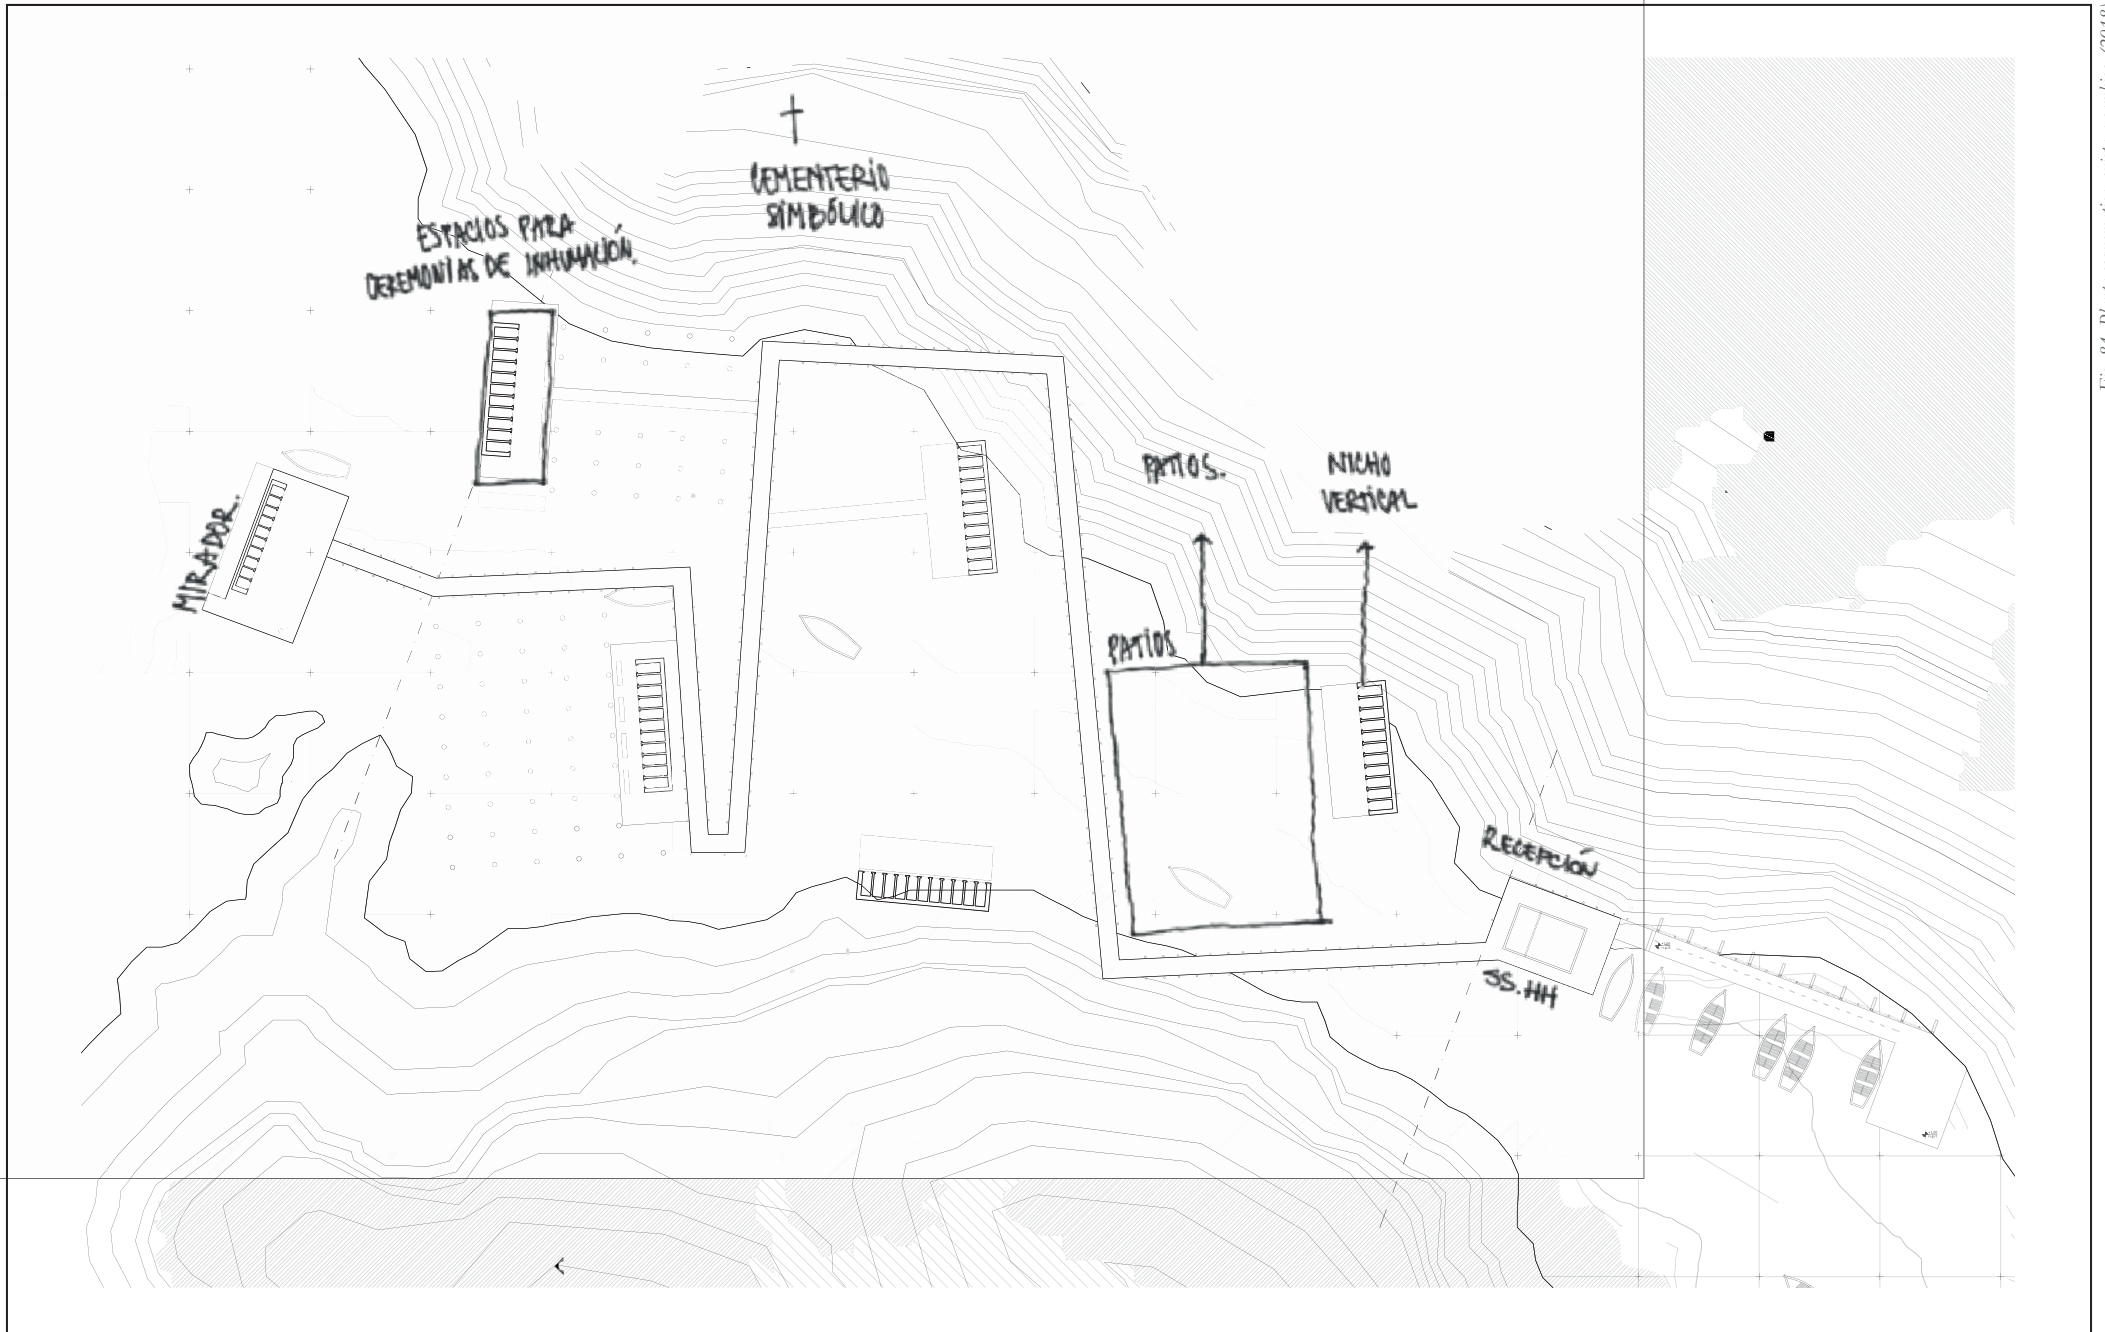 CEMENTERIO
SIMBÓLICO
ESPACIOS PARA
CEREMONIAS DE INHUMACIÓN.
MIRADOR.
PATIOS.
NICHO
VERTICAL
PATIOS
RECEPCIÓN
SS.HH